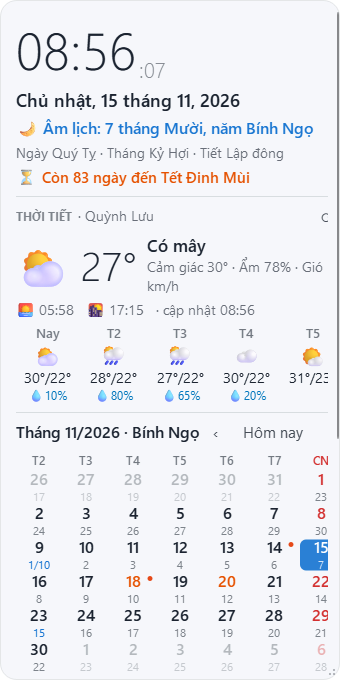 08:56 :07
Chủ nhật, 15 tháng 11, 2026
Âm lịch: 7 tháng Mười, năm Bính Ngọ
Ngày Quý Tỵ · Tháng Kỷ Hợi · Tiết Lập đông
Còn 83 ngày đến Tết Đinh Mùi
THỜI TIẾT · Quỳnh Lưu
27°
Có mây
Cảm giác 30° · Ẩm 78% · Gió
km/h
05:58 17:15 · cập nhật 08:56
Nay T2 T3 T4 T5
30°/22° 28°/22° 27°/22° 30°/22° 31°/23
10% 80% 65% 20%
Tháng 11/2026 · Bính Ngọ ‹ Hôm nay
T2 T3 T4 T5 T6 T7 CN
26 27 28 29 30 31 1
17 18 19 20 21 22 23
2 3 4 5 6 7 8
24 25 26 27 28 29 30
9 10 11 12 13 14 15
1/10 2 3 4 5 6 7
16 17 18 19 20 21 22
8 9 10 11 12 13 14
23 24 25 26 27 28 29
15 16 17 18 19 20 21
30 1 2 3 4 5 6
22 23 24 25 26 27 28